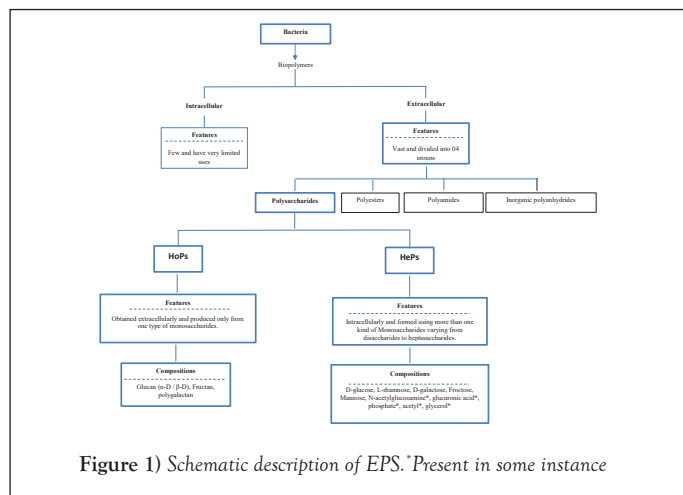 Bacteria
Biopolymers
Intracellular
Extracellular
Features
Few and have very limited
uses
Features
Vast and divided into 04
Polysaccharides
Polyesters
Polyamides
Inorganic polyanhydrides
HoPs
HePs
Features
Obtained extracellularly and produced only from
one type of monosaccharides.
Features
Intracellularly and formed using more than one
kind of Monosaccharides varying from
disaccharides to heptasaccharides.
Compositions
Glucan (α-D / β-D), Fructan,
polygalactan
Compositions
D-glucose, L-rhamnose, D-galactose, Froctose,
Mannose, N-acetylglucosamine*, glucuronic acid*,
phosphate*, acetyl*, glycerol*
Figure 1) Schematic description of EPS.*Present in some instance